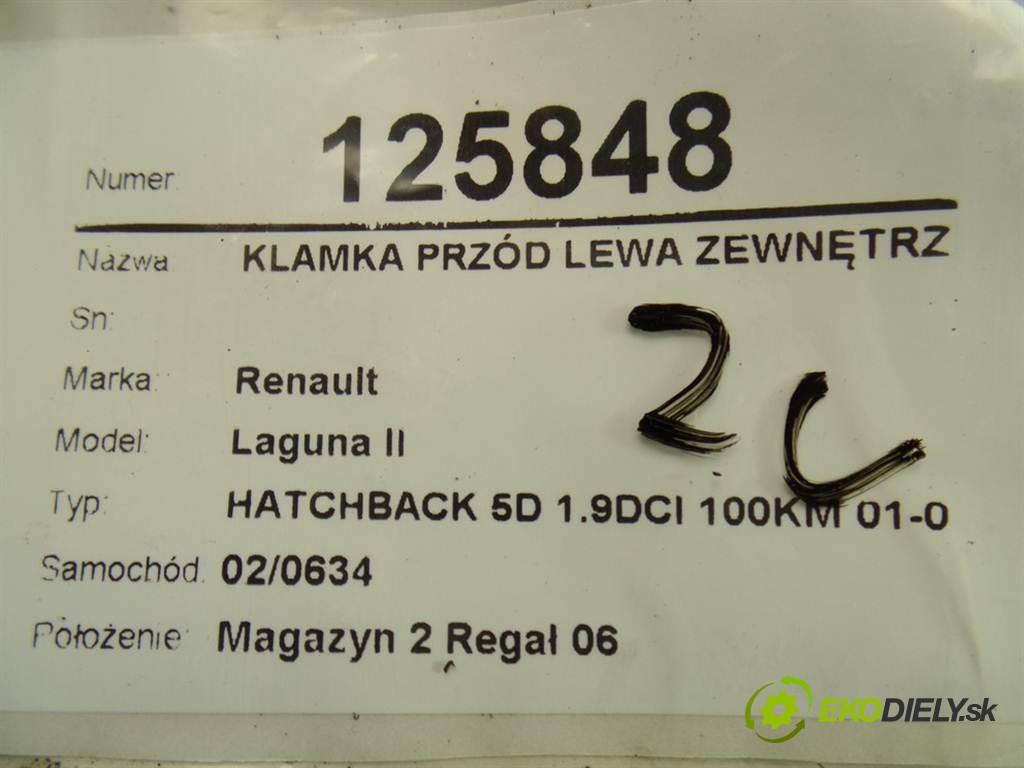 Numer: 125848
Nazwa KLAMKA PRZÓD LEWA ZEWNĘTRZ
Sn:
Marka: Renault
Model: Laguna II
Typ: HATCHBACK 5D 1.9DCI 100KM 01-0
Samochód: 02/0634
Położenie: Magazyn 2 Regał 06
2C
EKODIELY.sk